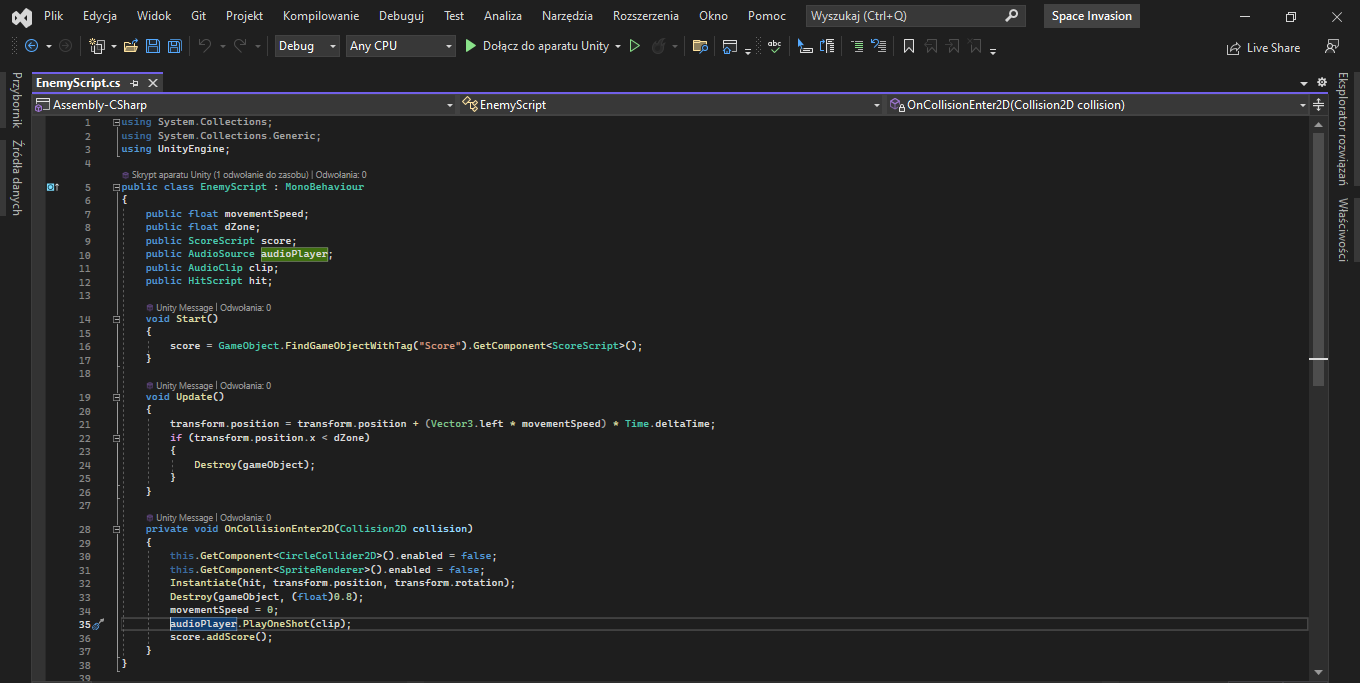 Plik Edycja Widok Git Projekt Kompilowanie Debuguj Test Analiza Narzędzia Rozszerzenia Okno Pomoc Wyszukaj (Ctrl+Q) Space Invasion
Debug Any CPU Dołącz do aparatu Unity Live Share
Przybornik
Źródła danych
EnemyScript.cs
Assembly-CSharp EnemyScript OnCollisionEnter2D(Collision2D collision)
1 using System.Collections;
2 using System.Collections.Generic;
3 using UnityEngine;
4
Skrypt aparatu Unity (1 odwołanie do zasobu) | Odwołania: 0
5 public class EnemyScript : MonoBehaviour
6 {
7 public float movementSpeed;
8 public float dZone;
9 public ScoreScript score;
10 public AudioSource audioPlayer;
11 public AudioClip clip;
12 public HitScript hit;
13
Unity Message | Odwołania: 0
14 void Start()
15 {
16 score = GameObject.FindGameObjectWithTag("Score").GetComponent<ScoreScript>();
17 }
18
Unity Message | Odwołania: 0
19 void Update()
20 {
21 transform.position = transform.position + (Vector3.left * movementSpeed) * Time.deltaTime;
22 if (transform.position.x < dZone)
23 {
24 Destroy(gameObject);
25 }
26 }
27
Unity Message | Odwołania: 0
28 private void OnCollisionEnter2D(Collision2D collision)
29 {
30 this.GetComponent<CircleCollider2D>().enabled = false;
31 this.GetComponent<SpriteRenderer>().enabled = false;
32 Instantiate(hit, transform.position, transform.rotation);
33 Destroy(gameObject, (float)0.8);
34 movementSpeed = 0;
35 audioPlayer.PlayOneShot(clip);
36 score.addScore();
37 }
38 }
39
Eksplorator rozwiązań
Właściwości